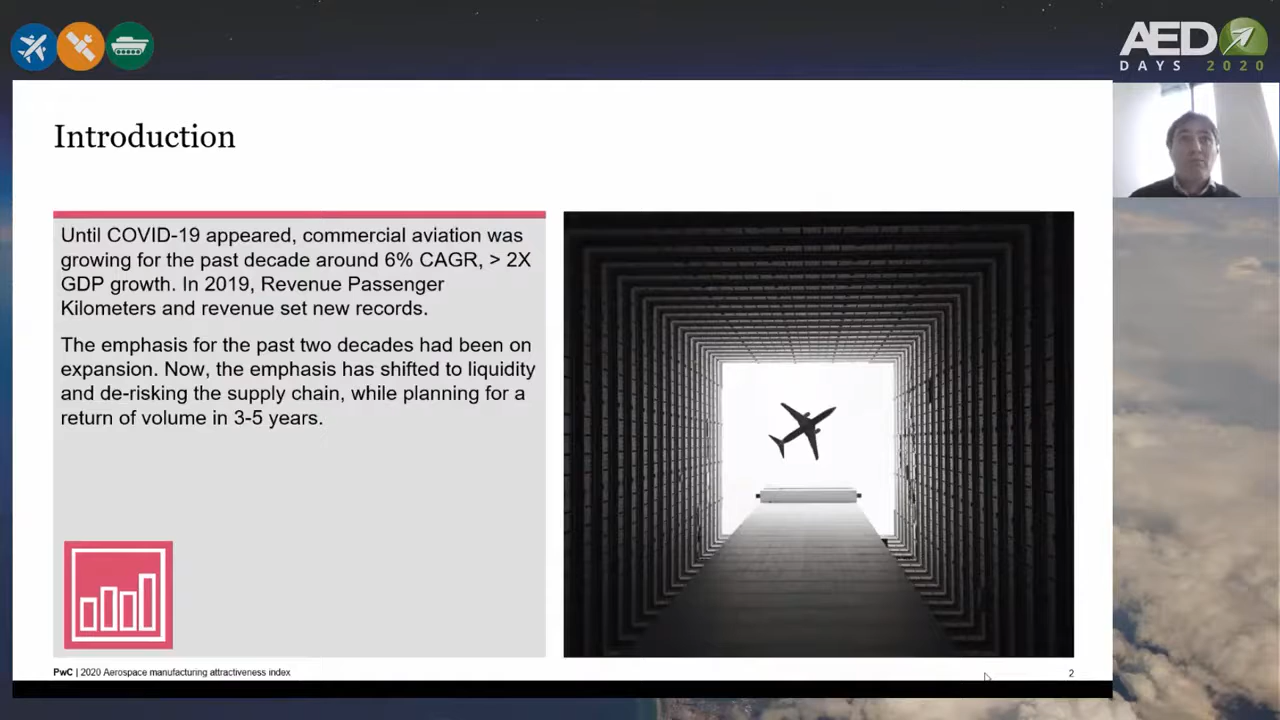 AED
DAYS 2020
Introduction
Until COVID-19 appeared, commercial aviation was
growing for the past decade around 6% CAGR, > 2X
GDP growth. In 2019, Revenue Passenger
Kilometers and revenue set new records.
The emphasis for the past two decades had been on
expansion. Now, the emphasis has shifted to liquidity
and de-risking the supply chain, while planning for a
return of volume in 3-5 years.
PwC | 2020 Aerospace manufacturing attractiveness index
2